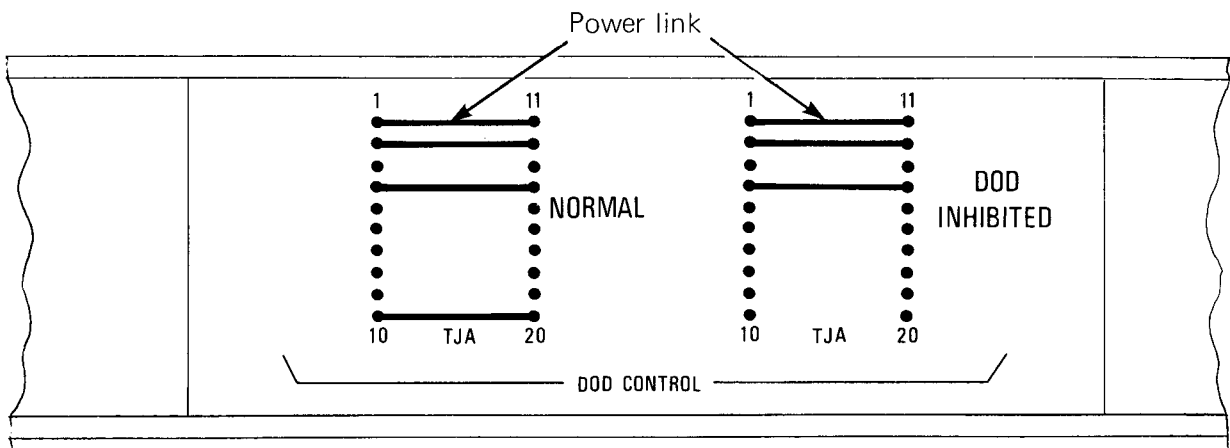 Power link
1 11 1 11
NORMAL
DOD
INHIBITED
10 TJA 20 10 TJA 20
DOD CONTROL